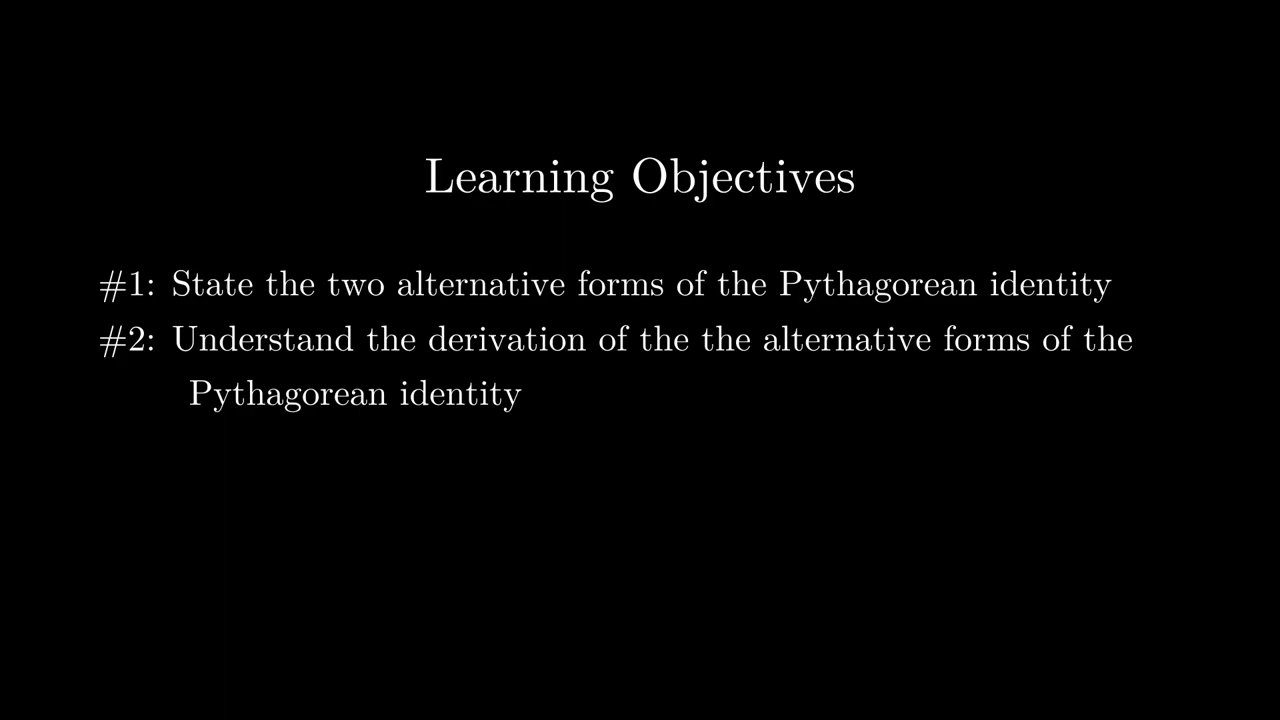 Learning Objectives
#1: State the two alternative forms of the Pythagorean identity
#2: Understand the derivation of the the alternative forms of the
Pythagorean identity